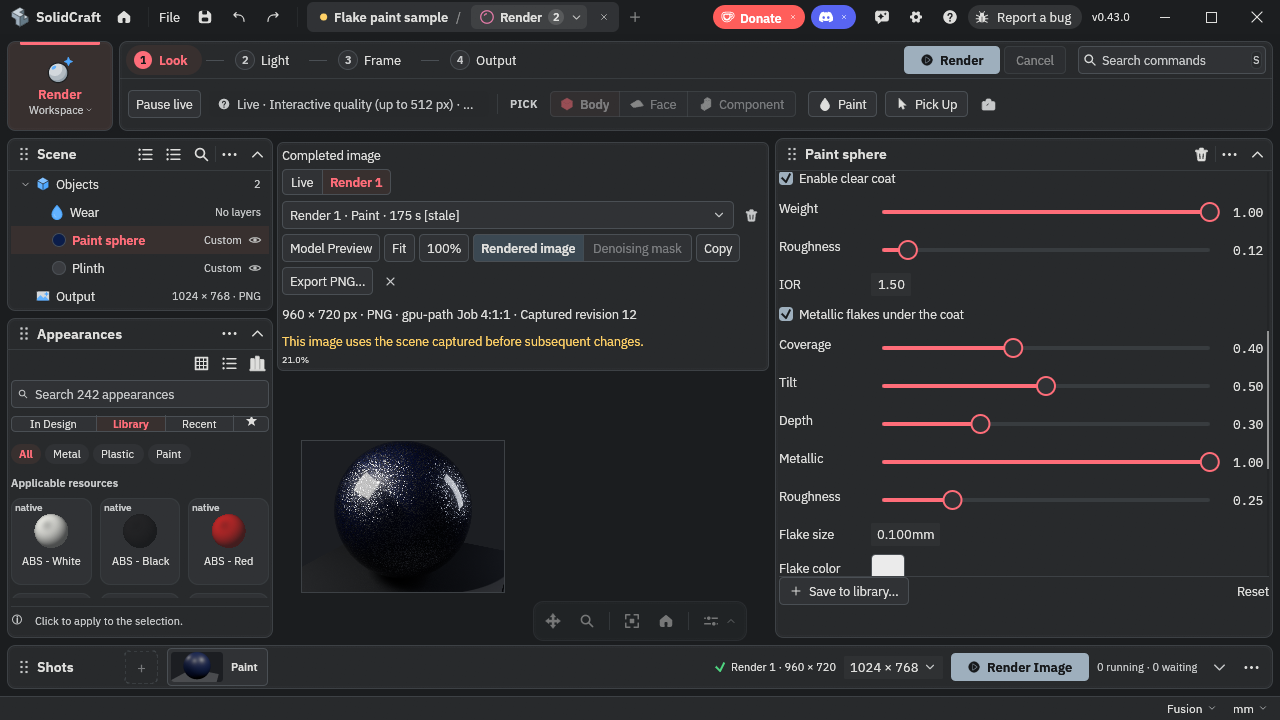 SolidCraft File Flake paint sample / Render 2 Donate Report a bug v0.43.0
Render
Workspace
1 Look 2 Light 3 Frame 4 Output Render Cancel Search commands S
Pause live Live · Interactive quality (up to 512 px) · ... PICK Body Face Component Paint Pick Up
Scene
Objects 2
Wear No layers
Paint sphere Custom
Plinth Custom
Output 1024 × 768 · PNG
Appearances
Search 242 appearances
In Design Library Recent
All Metal Plastic Paint
Applicable resources
native native native
ABS - White ABS - Black ABS - Red
Click to apply to the selection.
Completed image
Live Render 1
Render 1 · Paint · 175 s [stale]
Model Preview Fit 100% Rendered image Denoising mask Copy
Export PNG...
960 × 720 px · PNG · gpu-path Job 4:1:1 · Captured revision 12
This image uses the scene captured before subsequent changes.
21.0%
Paint sphere
Enable clear coat
Weight 1.00
Roughness 0.12
IOR 1.50
Metallic flakes under the coat
Coverage 0.40
Tilt 0.50
Depth 0.30
Metallic 1.00
Roughness 0.25
Flake size 0.100mm
Flake color
Save to library... Reset
Shots + Paint Render 1 · 960 × 720 1024 × 768 Render Image 0 running · 0 waiting
Fusion mm